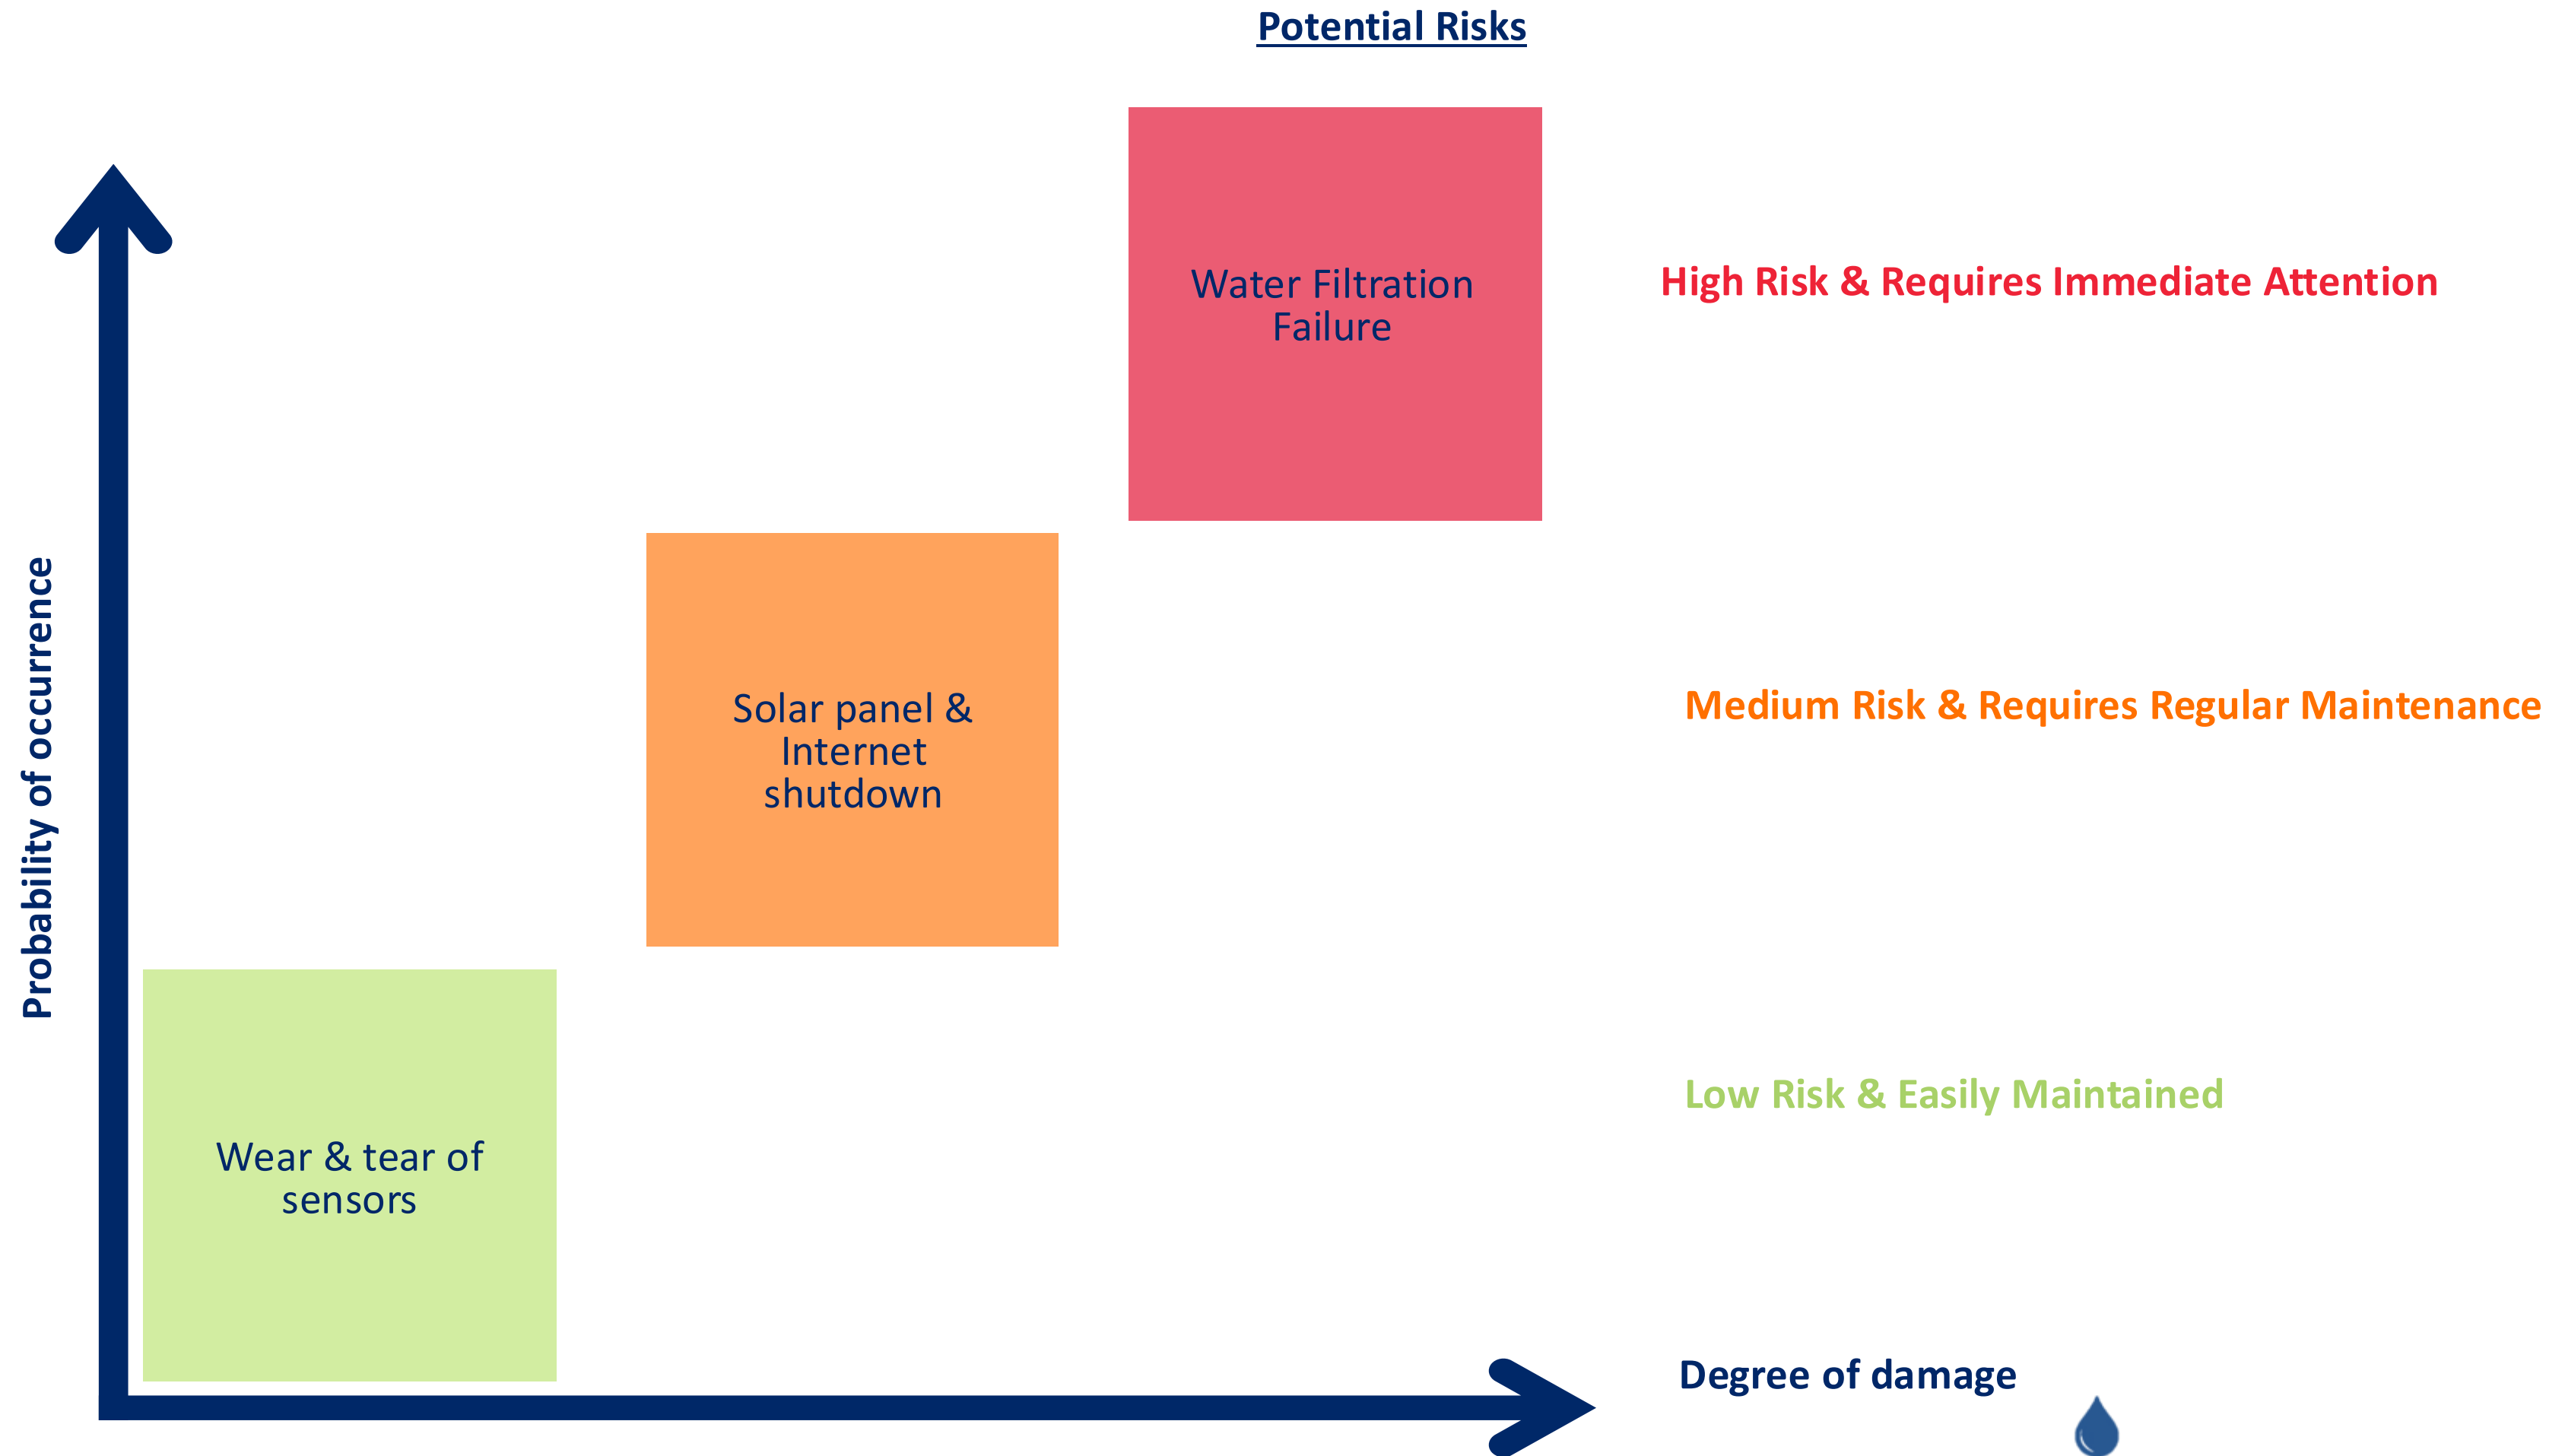 Potential Risks
Water Filtration
Failure
High Risk & Requires Immediate Attention
Probability of occurrence
Solar panel &
Internet
shutdown
Medium Risk & Requires Regular Maintenance
Low Risk & Easily Maintained
Wear & tear of
sensors
Degree of damage